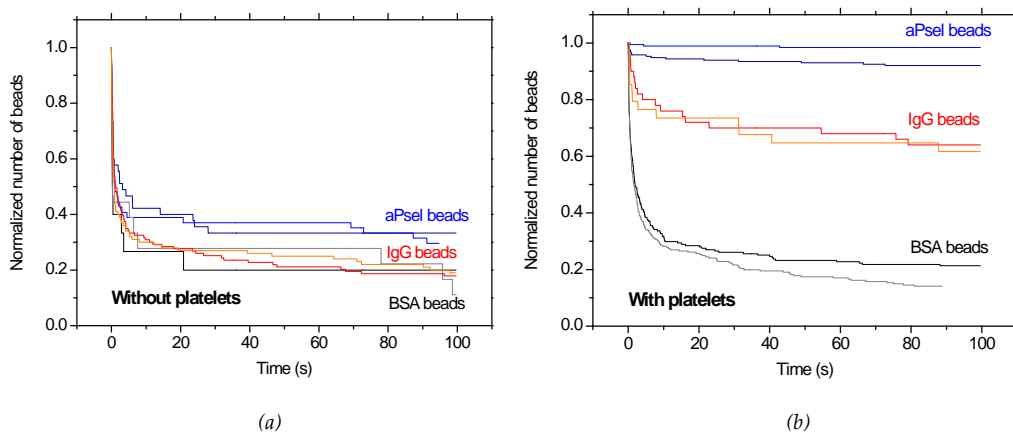 Normalized number of beads
1.0
0.8
0.6
0.4
0.2
0.0
aPsel beads
IgG beads
BSA beads
Without platelets
0 20 40 60 80 100
Time (s)
(a)
Normalized number of beads
1.0
0.8
0.6
0.4
0.2
0.0
aPsel beads
IgG beads
BSA beads
With platelets
0 20 40 60 80 100
Time (s)
(b)